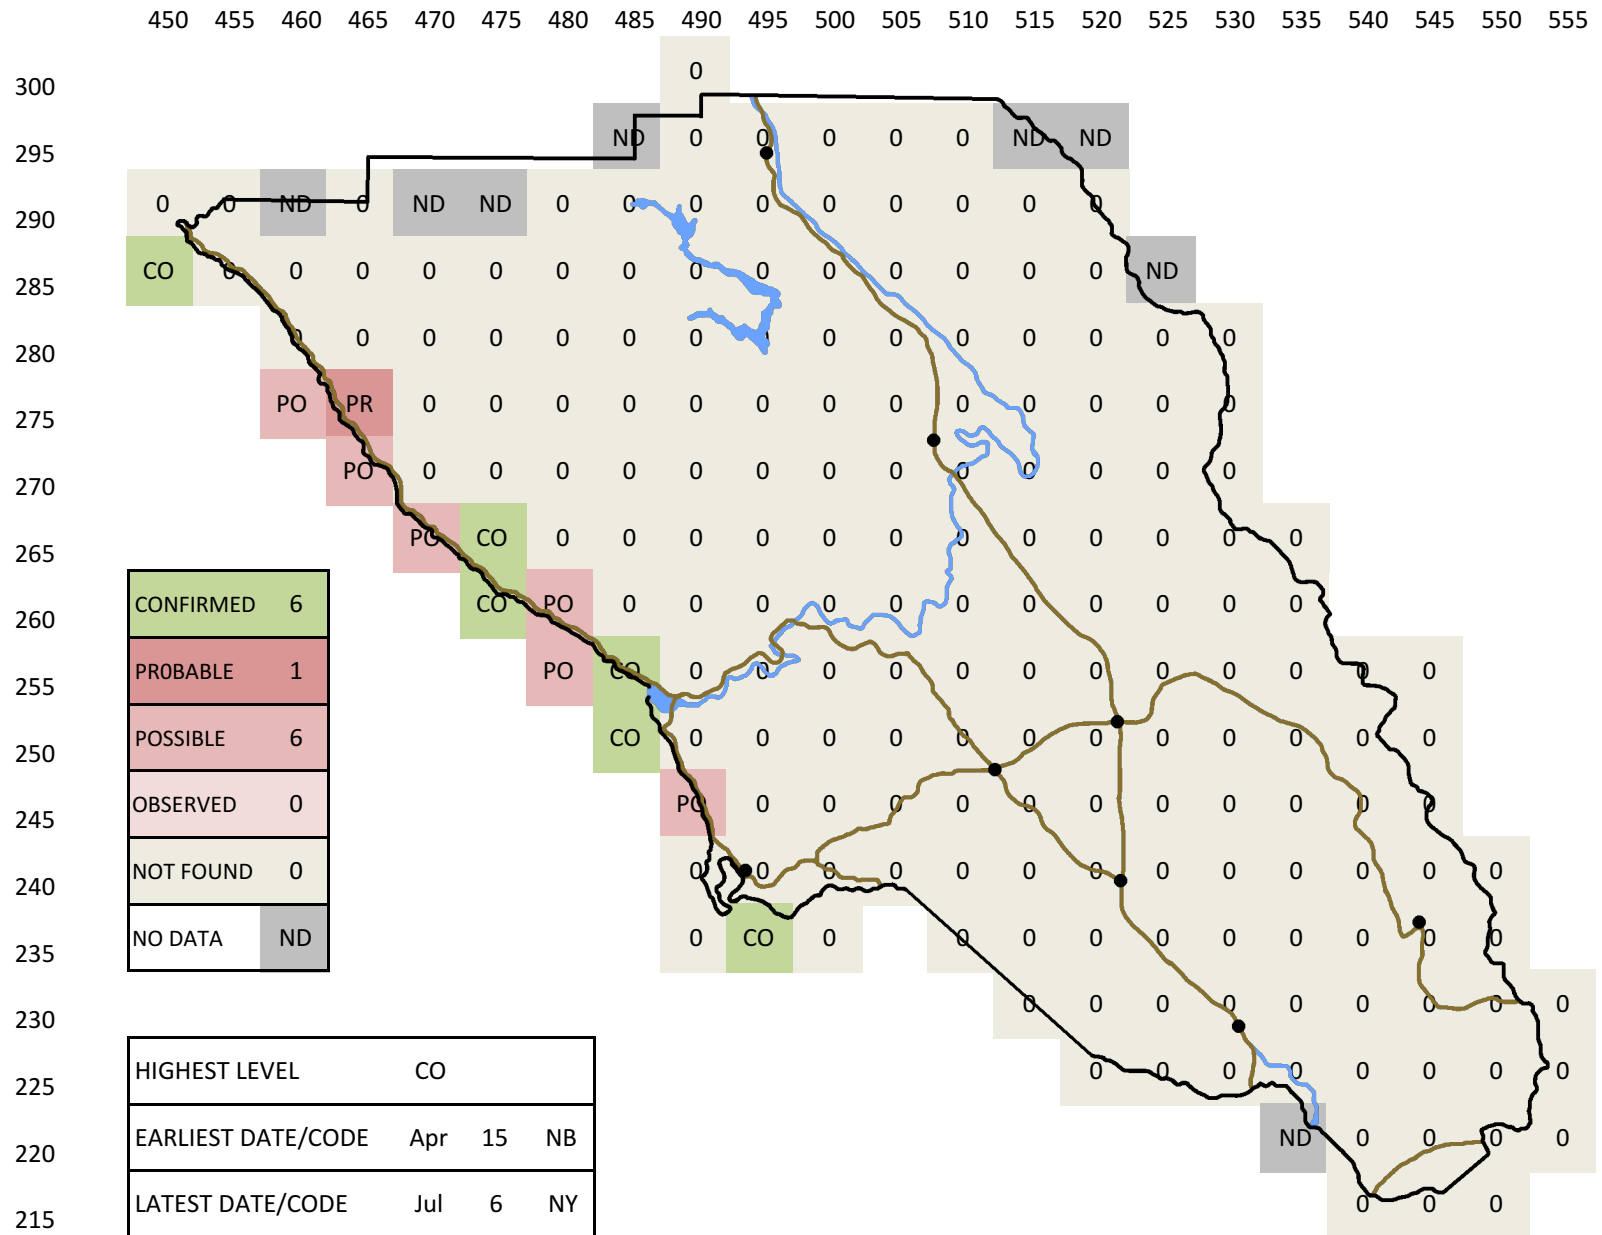 450 455 460 465 470 475 480 485 490 495 500 505 510 515 520 525 530 535 540 545 550 555
300 0
295 ND 0 0 0 0 0 ND ND
290 0 0 ND 0 ND ND 0 0 0 0 0 0 0 0 0
285 CO 0 0 0 0 0 0 0 0 0 0 0 0 0 0 ND
280 0 0 0 0 0 0 0 0 0 0 0 0 0 0 0
275 PO PR 0 0 0 0 0 0 0 0 0 0 0 0 0
270 PO 0 0 0 0 0 0 0 0 0 0 0 0 0
265 PO CO 0 0 0 0 0 0 0 0 0 0 0 0
260 CO PO 0 0 0 0 0 0 0 0 0 0 0
255 PO CO 0 0 0 0 0 0 0 0 0 0 0 0
250 CO 0 0 0 0 0 0 0 0 0 0 0 0
245 PO 0 0 0 0 0 0 0 0 0 0 0
240 0 0 0 0 0 0 0 0 0 0 0 0 0
235 0 CO 0 0 0 0 0 0 0 0 0 0
230 0 0 0 0 0 0 0 0 0
225 0 0 0 0 0 0 0 0
220 ND 0 0 0 0
215 0 0 0
CONFIRMED 6
PR0BABLE 1
POSSIBLE 6
OBSERVED 0
NOT FOUND 0
NO DATA ND
HIGHEST LEVEL CO
EARLIEST DATE/CODE Apr 15 NB
LATEST DATE/CODE Jul 6 NY